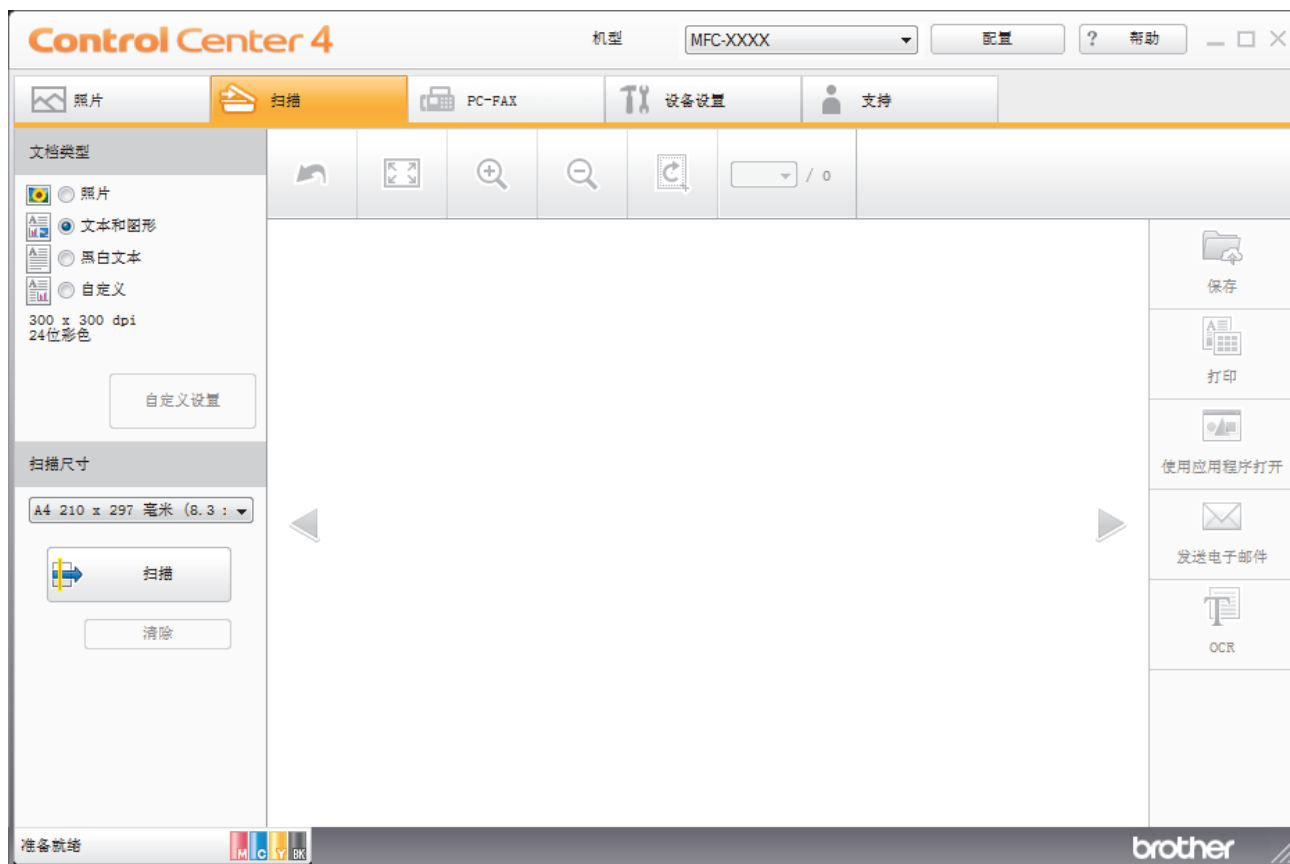 Control Center 4
机型
MFC-XXXX
配置
? 帮助
照片
扫描
PC-FAX
设备设置
支持
文档类型
照片
文本和图形
黑白文本
自定义
300 x 300 dpi
24位彩色
自定义设置
/ 0
扫描尺寸
A4 210 x 297 毫米 (8.3 :
扫描
清除
保存
打印
使用应用程序打开
发送电子邮件
OCR
准备就绪
M C Y BK
brother